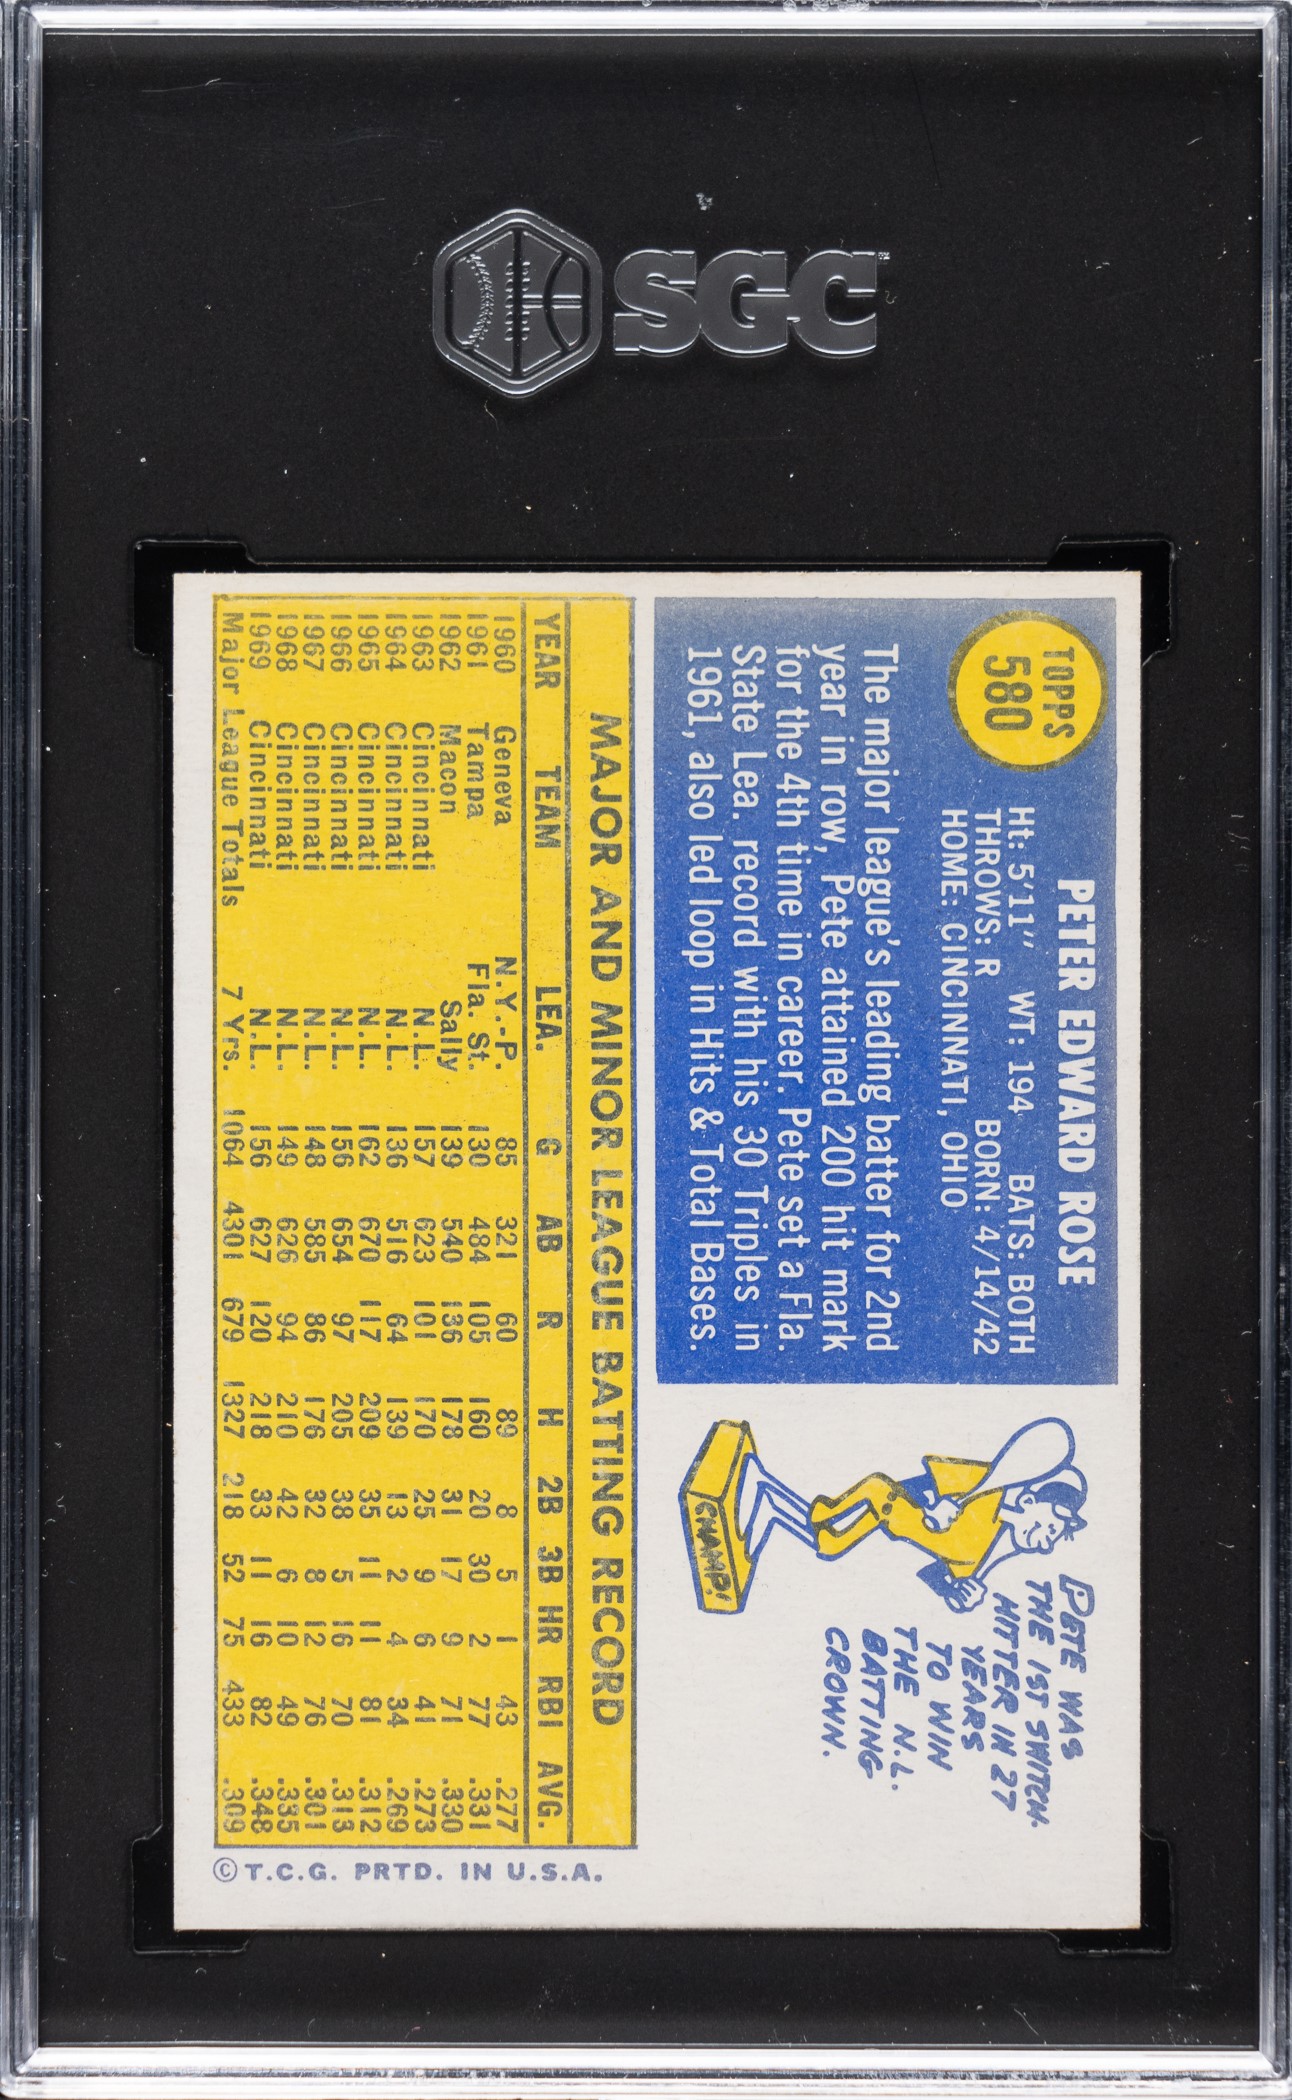 SGC
TOPPS
580
PETER EDWARD ROSE
Ht: 5'11" WT: 194 BATS: BOTH
THROWS: R BORN: 4/14/42
HOME: CINCINNATI, OHIO
The major league's leading batter for 2nd
year in row, Pete attained 200 hit mark
for the 4th time in career. Pete set a Fla.
State Lea. record with his 30 Triples in
1961, also led loop in Hits & Total Bases.
PETE WAS
THE 1ST SWITCH-
HITTER IN 27
YEARS
TO WIN
THE N.L.
BATTING
CROWN.
CHAMP!
MAJOR AND MINOR LEAGUE BATTING RECORD
YEAR TEAM LEA. G AB R H 2B 3B HR RBI AVG.
1960 Geneva N.Y.-P. 85 321 60 89 8 5 1 43 .277
1961 Tampa Fla. St. 130 484 105 160 20 30 2 77 .331
1962 Macon Sally 139 540 136 178 31 17 9 71 .330
1963 Cincinnati N.L. 157 623 101 170 25 9 6 41 .273
1964 Cincinnati N.L. 136 516 64 139 13 2 4 34 .269
1965 Cincinnati N.L. 162 670 117 209 35 11 11 81 .312
1966 Cincinnati N.L. 156 654 97 205 38 5 16 70 .313
1967 Cincinnati N.L. 148 585 86 176 32 8 12 76 .301
1968 Cincinnati N.L. 149 626 94 210 42 6 10 49 .335
1969 Cincinnati N.L. 156 627 120 218 33 11 16 82 .348
Major League Totals 7 Yrs. 1064 4301 679 1327 218 52 75 433 .309
© T.C.G. PRTD. IN U.S.A.